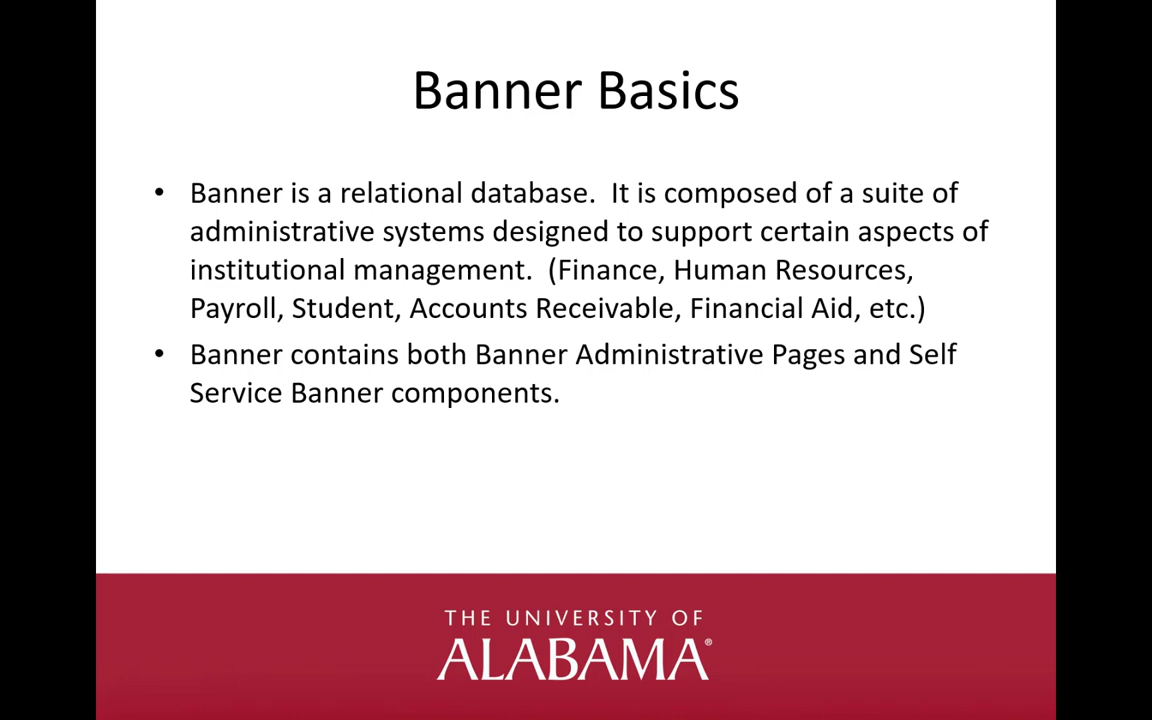 Banner Basics
• Banner is a relational database.  It is composed of a suite of
administrative systems designed to support certain aspects of
institutional management.  (Finance, Human Resources,
Payroll, Student, Accounts Receivable, Financial Aid, etc.)
• Banner contains both Banner Administrative Pages and Self
Service Banner components.
THE UNIVERSITY OF
ALABAMA®